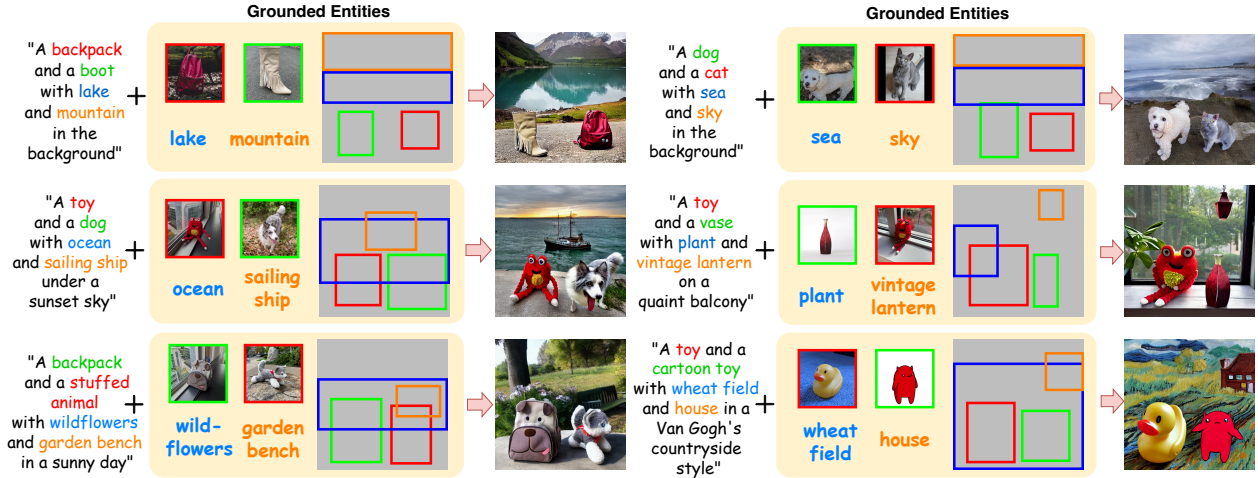 Grounded Entities
"A backpack
and a boot
with lake
and mountain
in the
background"
+
lake
mountain
"A toy
and a dog
with ocean
and sailing ship
under a
sunset sky"
+
ocean
sailing
ship
"A backpack
and a stuffed
animal
with wildflowers
and garden bench
in a sunny day"
+
wild-
flowers
garden
bench
Grounded Entities
"A dog
and a cat
with sea
and sky
in the
background"
+
sea
sky
"A toy
and a vase
with plant and
vintage lantern
on a
quaint balcony"
+
plant
vintage
lantern
"A toy and a
cartoon toy
with wheat field
and house in a
Van Gogh's
countryside
style"
+
wheat
field
house